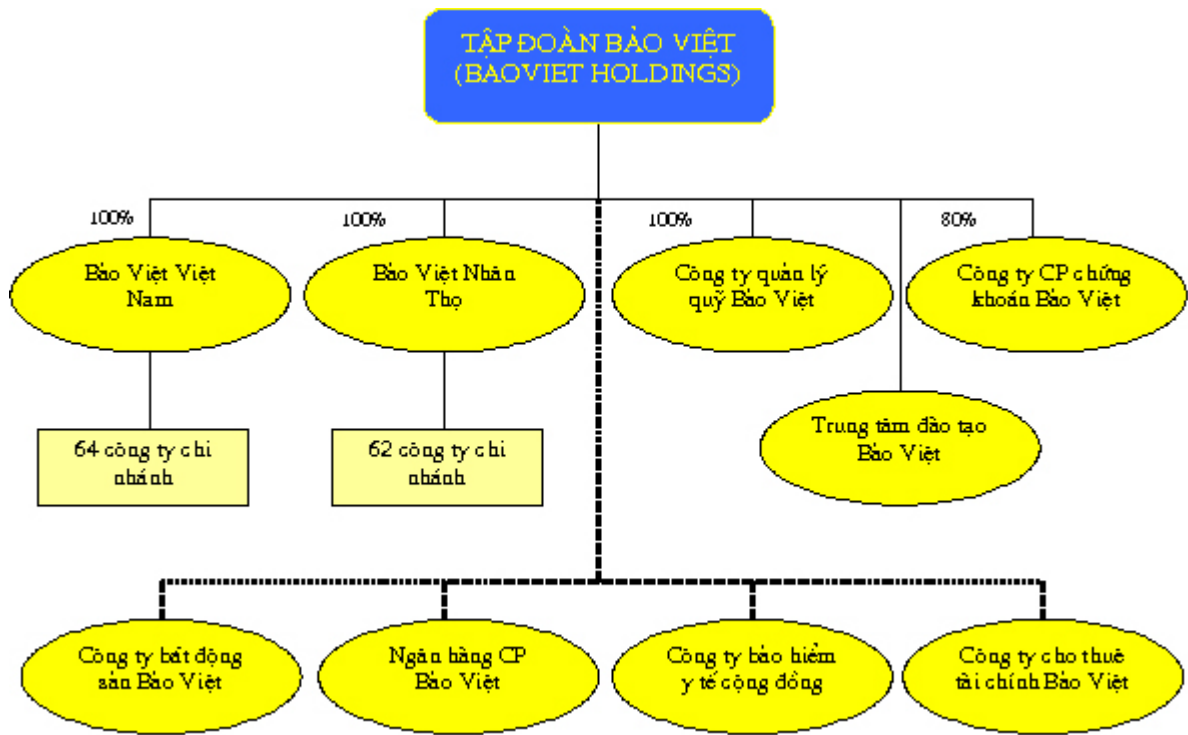 TẬP ĐOÀN BẢO VIỆT
(BAOVIET HOLDINGS)
100%
100%
100%
80%
Bảo Việt Việt
Nam
Bảo Việt Nhân
Thọ
Công ty quản lý
quỹ Bảo Việt
Công ty CP chứng
khoán Bảo Việt
64 công ty chi
nhánh
62 công ty chi
nhánh
Trung tâm đào tạo
Bảo Việt
Công ty bất động
sản Bảo Việt
Ngân hàng CP
Bảo Việt
Công ty bảo hiểm
y tế cộng đồng
Công ty cho thuê
tài chính Bảo Việt